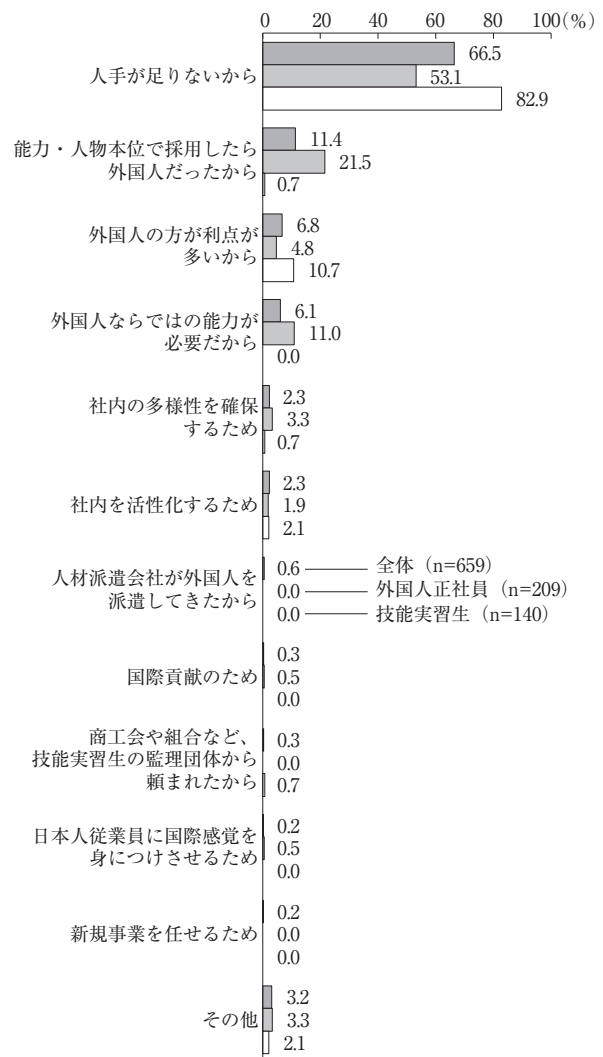 0 20 40 60 80 100(%)
人手が足りないから
66.5
53.1
82.9
能力・人物本位で採用したら
外国人だったから
11.4
21.5
0.7
外国人の方が利点が
多いから
6.8
4.8
10.7
外国人ならではの能力が
必要だから
6.1
11.0
0.0
社内の多様性を確保
するため
2.3
3.3
0.7
社内を活性化するため
2.3
1.9
2.1
人材派遣会社が外国人を
派遣してきたから
0.6 全体（n=659）
0.0 外国人正社員（n=209）
0.0 技能実習生（n=140）
国際貢献のため
0.3
0.5
0.0
商工会や組合など、
技能実習生の監理団体から
頼まれたから
0.3
0.0
0.7
日本人従業員に国際感覚を
身につけさせるため
0.2
0.5
0.0
新規事業を任せるため
0.2
0.0
0.0
その他
3.2
3.3
2.1